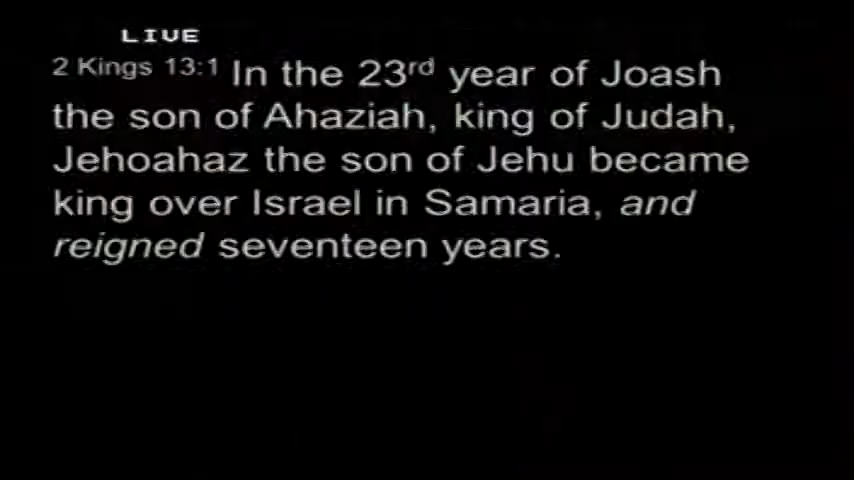 LIVE
2 Kings 13:1 In the 23rd year of Joash
the son of Ahaziah, king of Judah,
Jehoahaz the son of Jehu became
king over Israel in Samaria, and
reigned seventeen years.